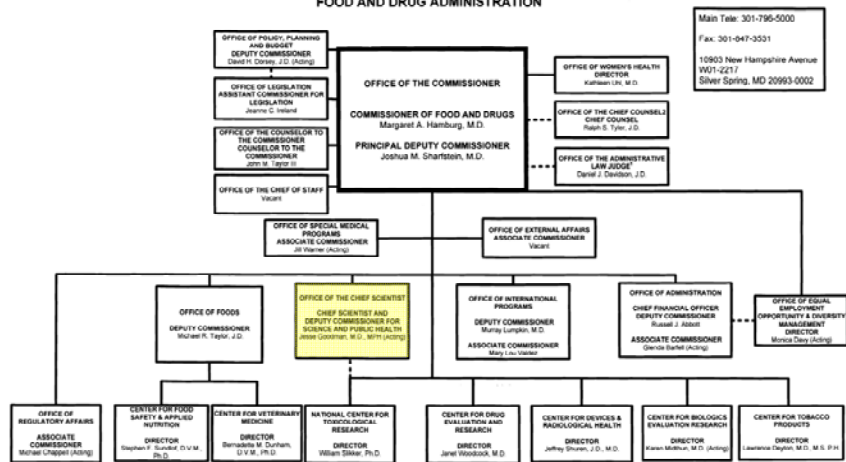 FOOD AND DRUG ADMINISTRATION
Main Tele: 301-796-5000
Fax: 301-847-3531
10903 New Hampshire Avenue
W01-2217
Silver Spring, MD 20993-0002
OFFICE OF POLICY, PLANNING
AND BUDGET
DEPUTY COMMISSIONER
David H. Dorsey, J.D. (Acting)
OFFICE OF LEGISLATION
ASSISTANT COMMISSIONER FOR
LEGISLATION
Jeanne C. Ireland
OFFICE OF THE COUNSELOR TO
THE COMMISSIONER
COUNSELOR TO THE
COMMISSIONER
John M. Taylor III
OFFICE OF THE CHIEF OF STAFF
Vacant
OFFICE OF THE COMMISSIONER
COMMISSIONER OF FOOD AND DRUGS
Margaret A. Hamburg, M.D.
PRINCIPAL DEPUTY COMMISSIONER
Joshua M. Sharfstein, M.D.
OFFICE OF WOMEN'S HEALTH
DIRECTOR
Kathleen Uhl, M.D.
OFFICE OF THE CHIEF COUNSEL2
CHIEF COUNSEL
Ralph S. Tyler, J.D.
OFFICE OF THE ADMINISTRATIVE
LAW JUDGE
Daniel J. Davidson, J.D.
OFFICE OF SPECIAL MEDICAL
PROGRAMS
ASSOCIATE COMMISSIONER
Jill Warner (Acting)
OFFICE OF EXTERNAL AFFAIRS
ASSOCIATE COMMISSIONER
Vacant
OFFICE OF FOODS
DEPUTY COMMISSIONER
Michael R. Taylor, J.D.
OFFICE OF THE CHIEF SCIENTIST
CHIEF SCIENTIST AND
DEPUTY COMMISSIONER FOR
SCIENCE AND PUBLIC HEALTH
Jesse Goodman, M.D., MPH (Acting)
OFFICE OF INTERNATIONAL
PROGRAMS
DEPUTY COMMISSIONER
Murray Lumpkin, M.D.
ASSOCIATE COMMISSIONER
Mary Lou Valdez
OFFICE OF ADMINISTRATION
CHIEF FINANCIAL OFFICER
DEPUTY COMMISSIONER
Russell J. Abbott
ASSOCIATE COMMISSIONER
Glenda Barfell (Acting)
OFFICE OF EQUAL
EMPLOYMENT
OPPORTUNITY & DIVERSITY
MANAGEMENT
DIRECTOR
Monica Davy (Acting)
OFFICE OF
REGULATORY AFFAIRS
ASSOCIATE
COMMISSIONER
Michael Chappell (Acting)
CENTER FOR FOOD
SAFETY & APPLIED
NUTRITION
DIRECTOR
Stephen F. Sundlof, D.V.M.,
Ph.D.
CENTER FOR VETERINARY
MEDICINE
DIRECTOR
Bernadette M. Dunham,
D.V.M., Ph.D.
NATIONAL CENTER FOR
TOXICOLOGICAL
RESEARCH
DIRECTOR
William Slikker, Ph.D.
CENTER FOR DRUG
EVALUATION AND
RESEARCH
DIRECTOR
Janet Woodcock, M.D.
CENTER FOR DEVICES &
RADIOLOGICAL HEALTH
DIRECTOR
Jeffrey Shuren, J.D., M.D.
CENTER FOR BIOLOGICS
EVALUATION RESEARCH
DIRECTOR
Karen Midthun, M.D. (Acting)
CENTER FOR TOBACCO
PRODUCTS
DIRECTOR
Lawrence Deyton, M.D., M.S. P.H.